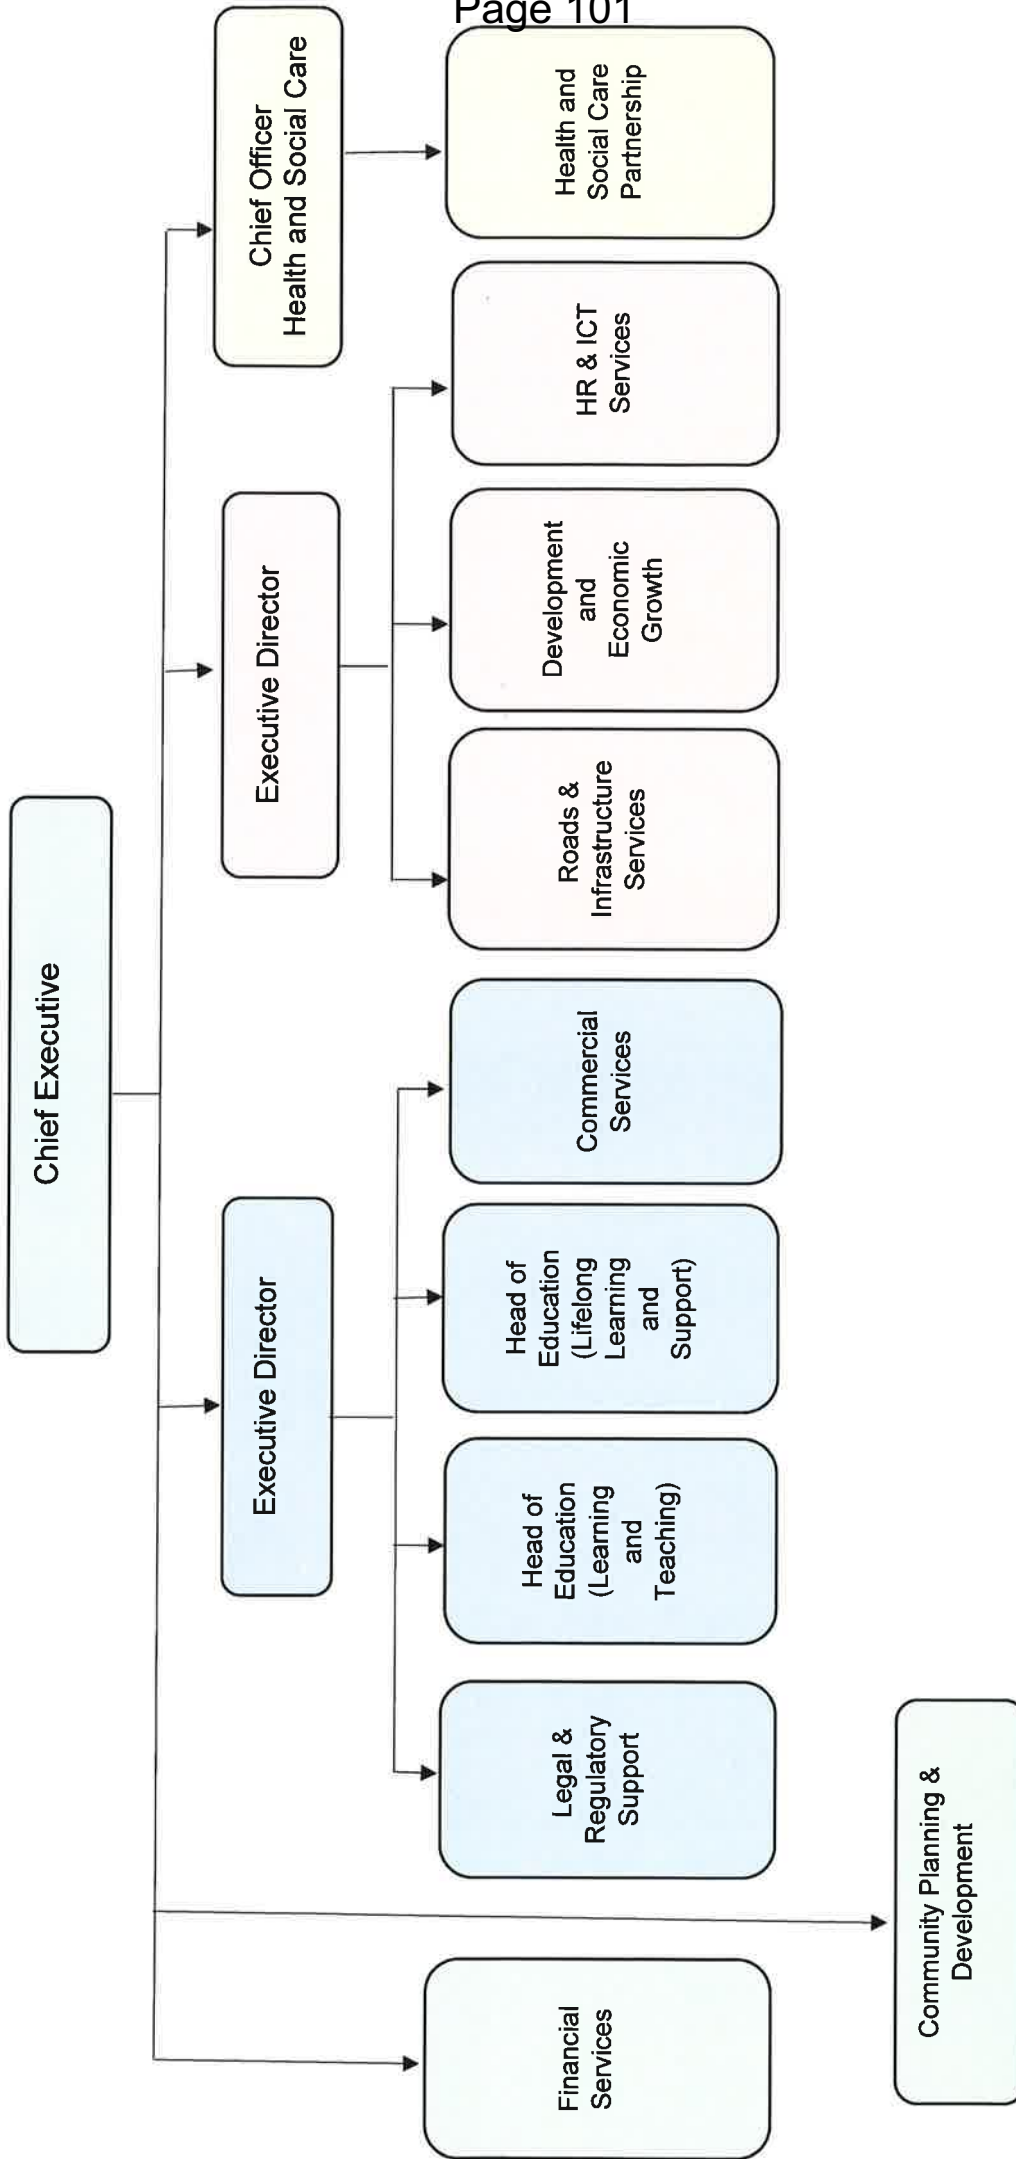 Page 101
Chief Executive
Executive Director
Executive Director
Chief Officer
Health and Social Care
Financial
Services
Legal &
Regulatory
Support
Head of
Education
(Learning
and
Teaching)
Head of
Education
(Lifelong
Learning
and
Support)
Commercial
Services
Roads &
Infrastructure
Services
Development
and
Economic
Growth
HR & ICT
Services
Health and
Social Care
Partnership
Community Planning &
Development